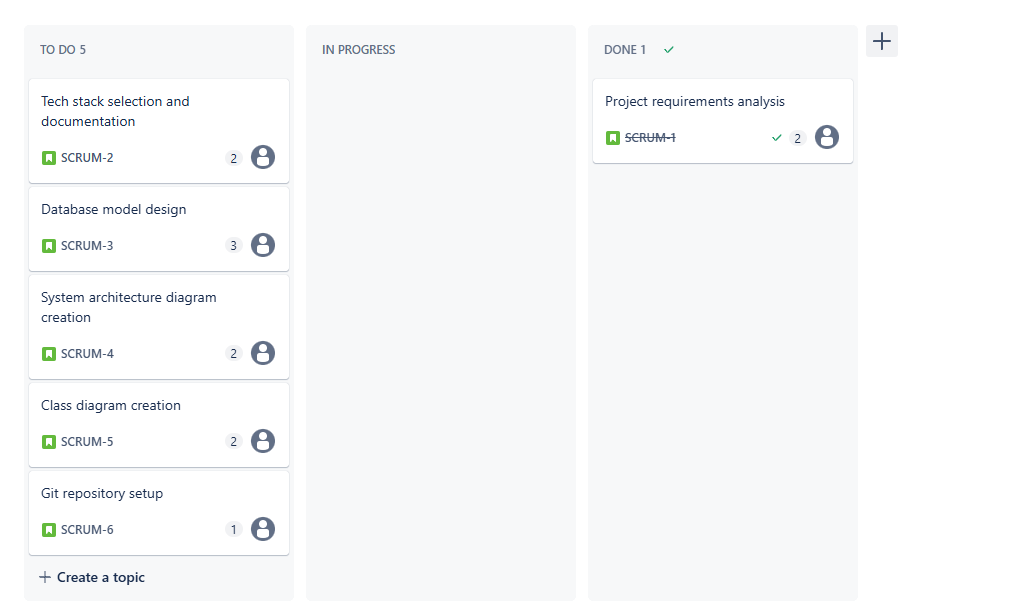 TO DO 5
Tech stack selection and
documentation
SCRUM-2 2
Database model design
SCRUM-3 3
System architecture diagram
creation
SCRUM-4 2
Class diagram creation
SCRUM-5 2
Git repository setup
SCRUM-6 1
+ Create a topic
IN PROGRESS
DONE 1
Project requirements analysis
SCRUM-1 2